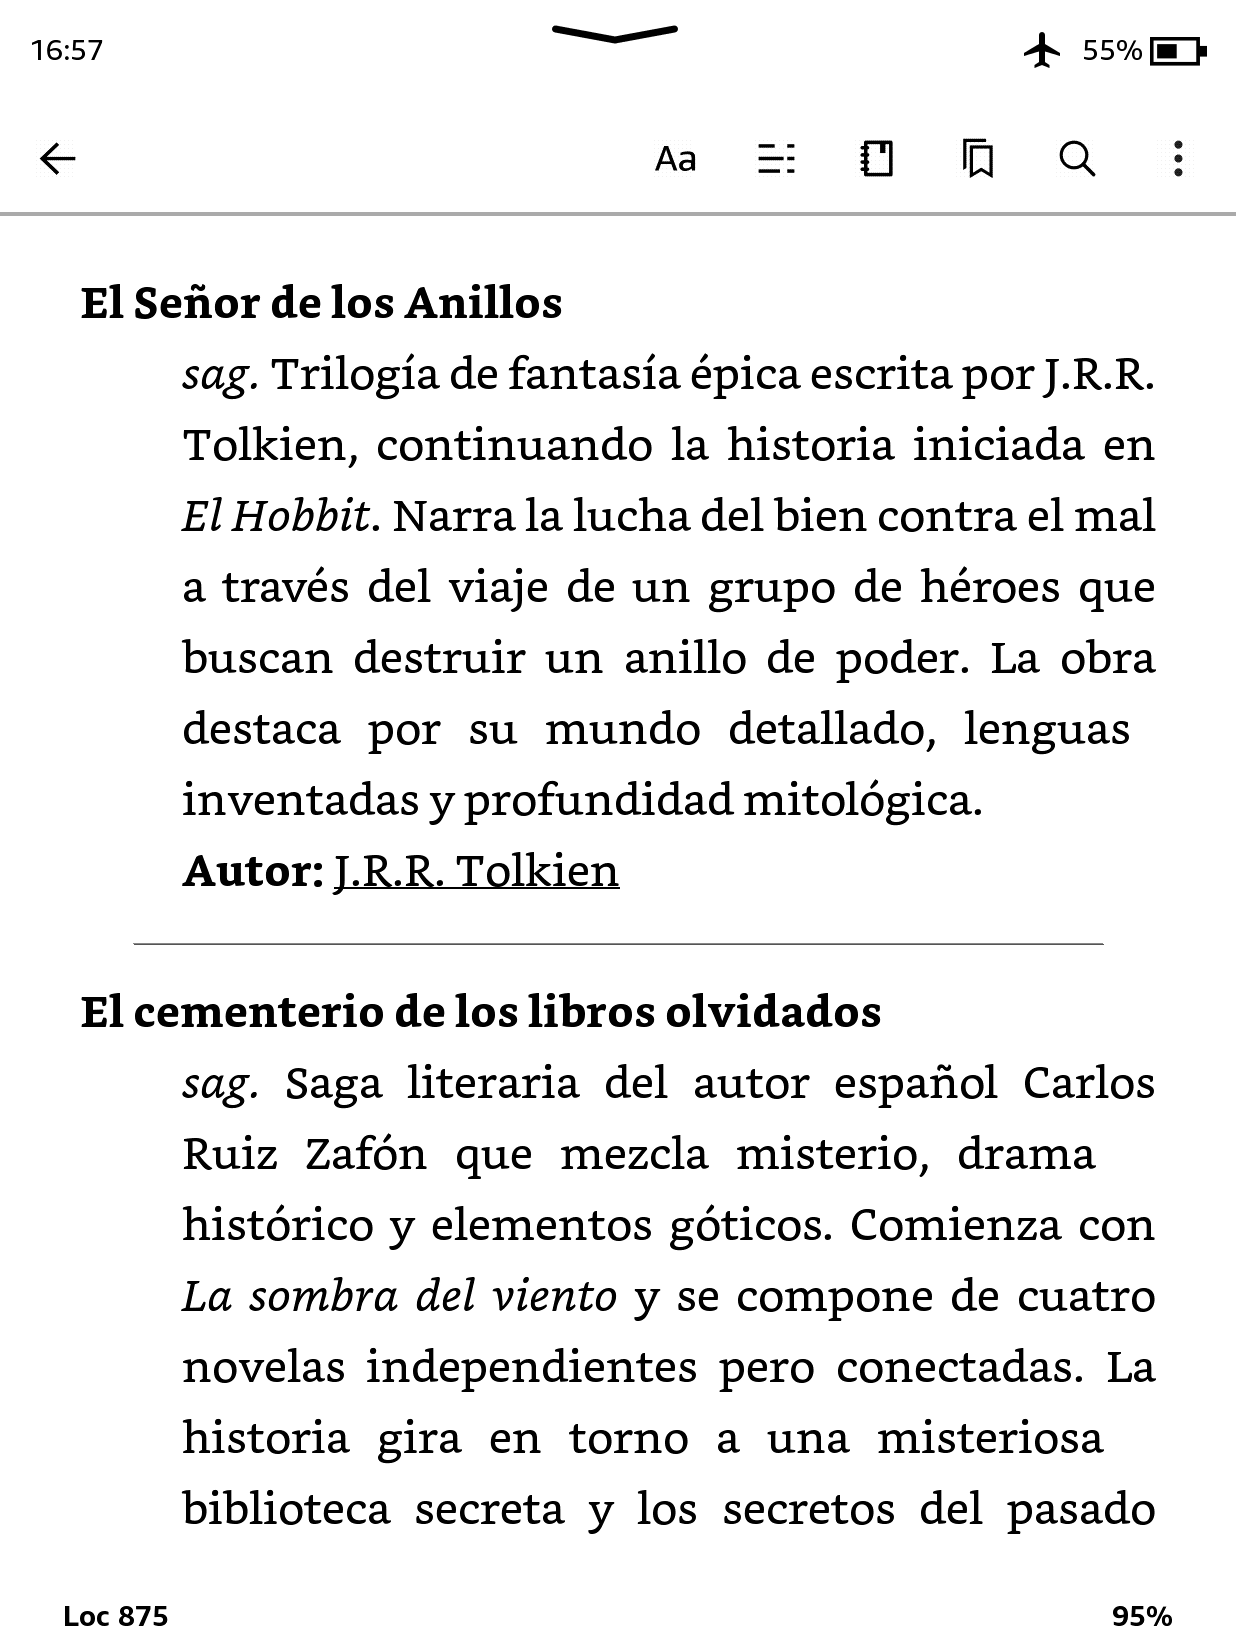 16:57
55%
Aa
El Señor de los Anillos
sag. Trilogía de fantasía épica escrita por J.R.R.
Tolkien, continuando la historia iniciada en
El Hobbit. Narra la lucha del bien contra el mal
a través del viaje de un grupo de héroes que
buscan destruir un anillo de poder. La obra
destaca por su mundo detallado, lenguas
inventadas y profundidad mitológica.
Autor: J.R.R. Tolkien
El cementerio de los libros olvidados
sag. Saga literaria del autor español Carlos
Ruiz Zafón que mezcla misterio, drama
histórico y elementos góticos. Comienza con
La sombra del viento y se compone de cuatro
novelas independientes pero conectadas. La
historia gira en torno a una misteriosa
biblioteca secreta y los secretos del pasado
Loc 875
95%